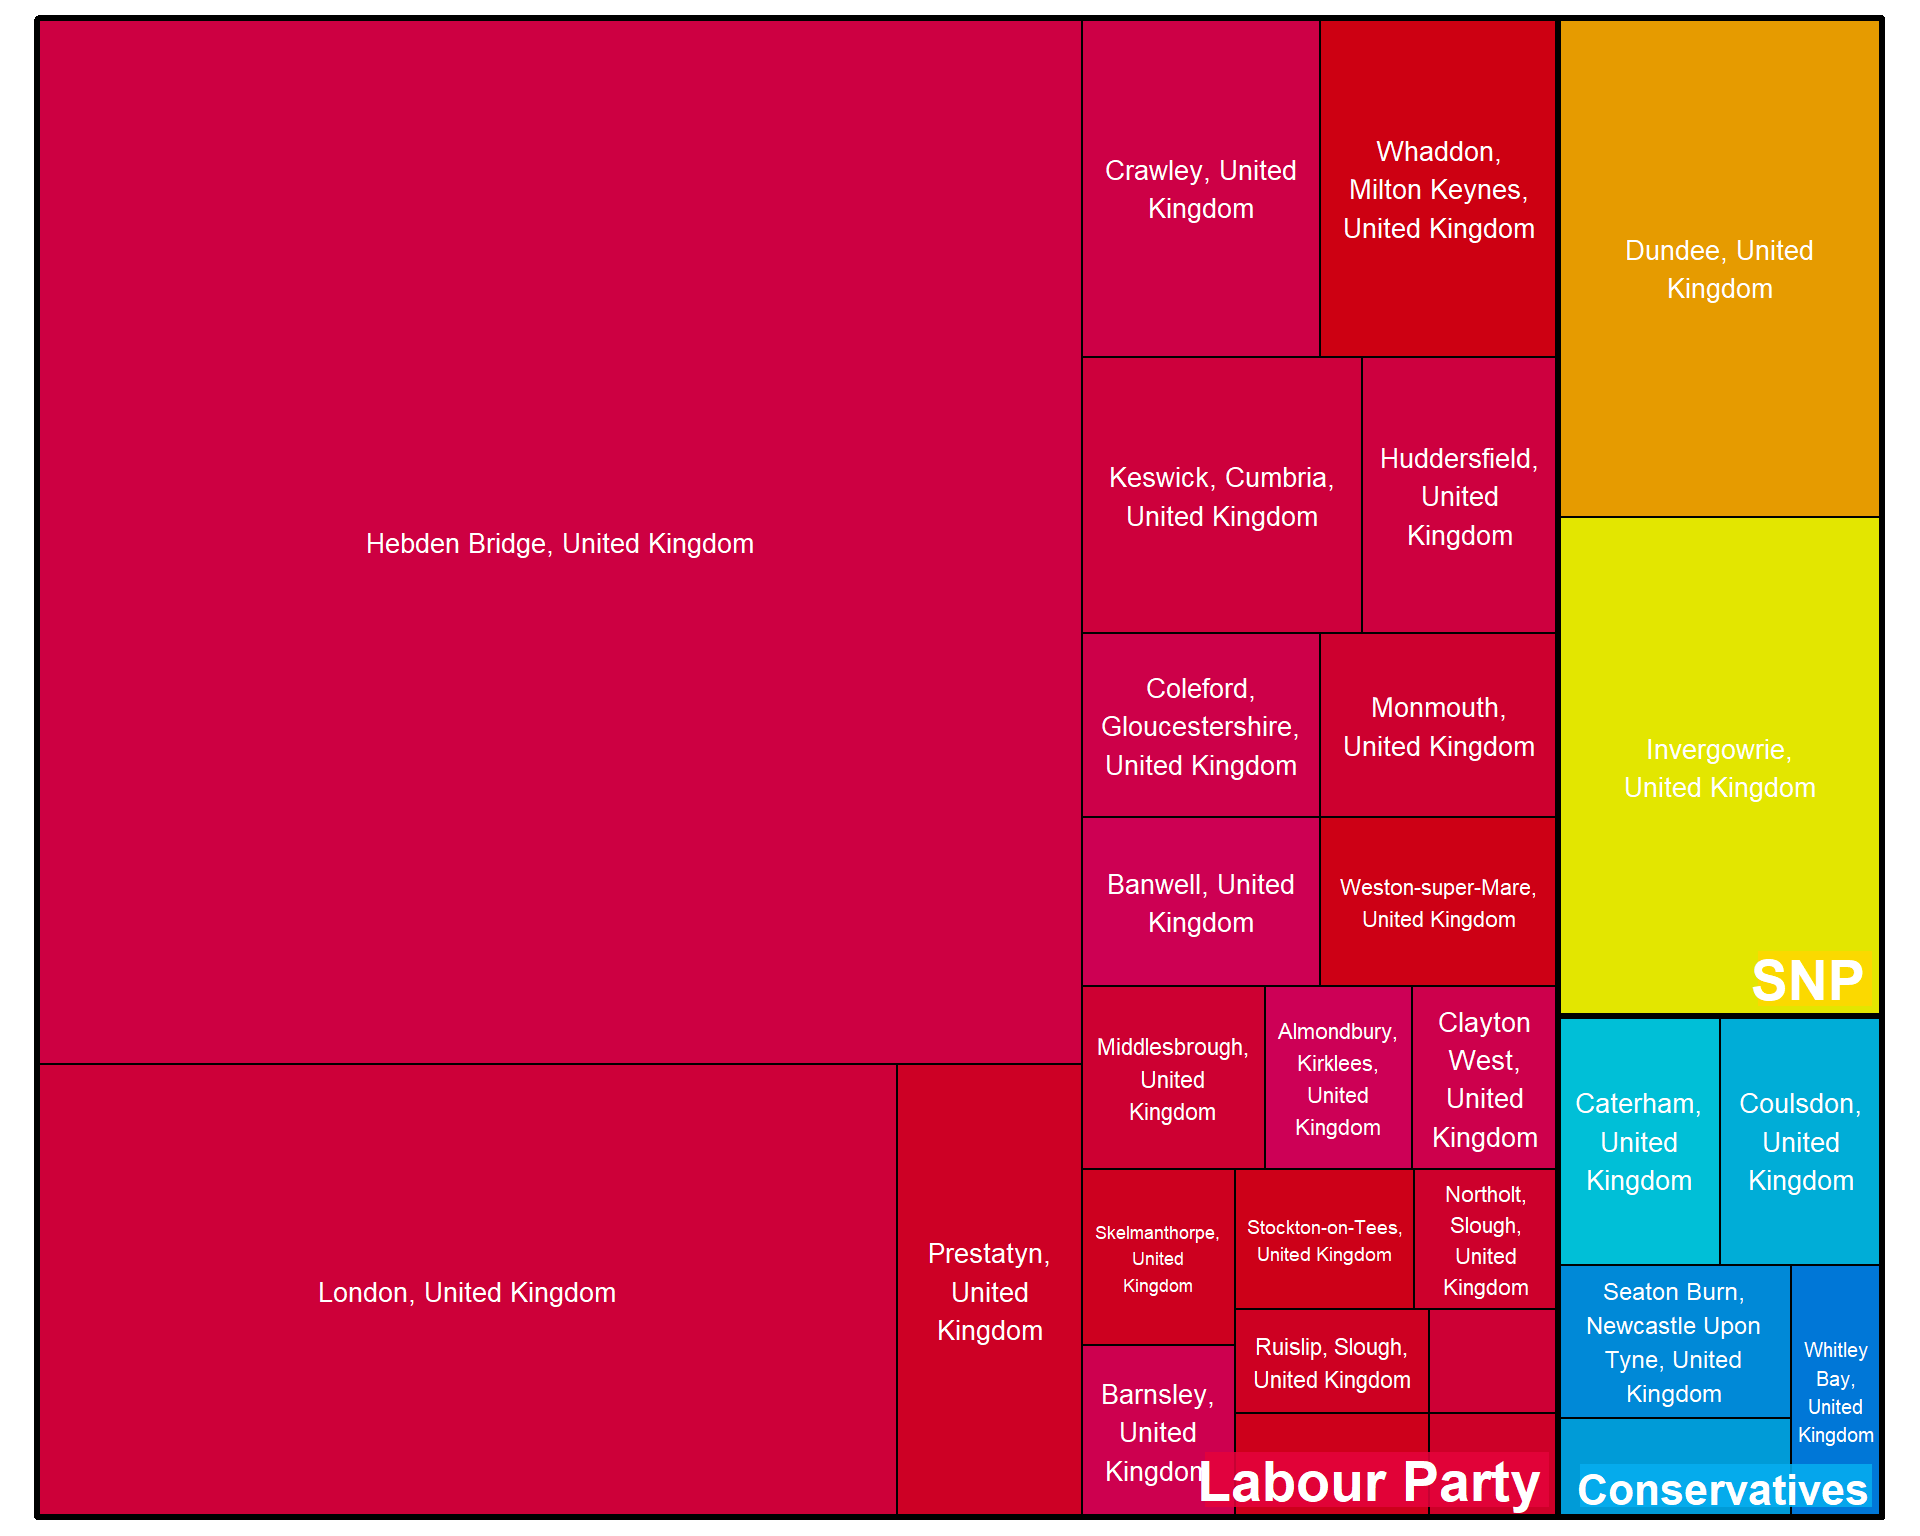 Hebden Bridge, United Kingdom
London, United Kingdom
Prestatyn,
United
Kingdom
Crawley, United
Kingdom
Whaddon,
Milton Keynes,
United Kingdom
Keswick, Cumbria,
United Kingdom
Huddersfield,
United
Kingdom
Coleford,
Gloucestershire,
United Kingdom
Monmouth,
United Kingdom
Banwell, United
Kingdom
Weston-super-Mare,
United Kingdom
Middlesbrough,
United
Kingdom
Almondbury,
Kirklees,
United
Kingdom
Clayton
West,
United
Kingdom
Skelmanthorpe,
United
Kingdom
Stockton-on-Tees,
United Kingdom
Northolt,
Slough,
United
Kingdom
Ruislip, Slough,
United Kingdom
Barnsley,
United
Kingdom
Labour Party
Dundee, United
Kingdom
Invergowrie,
United Kingdom
SNP
Caterham,
United
Kingdom
Coulsdon,
United
Kingdom
Seaton Burn,
Newcastle Upon
Tyne, United
Kingdom
Whitley
Bay,
United
Kingdom
Conservatives